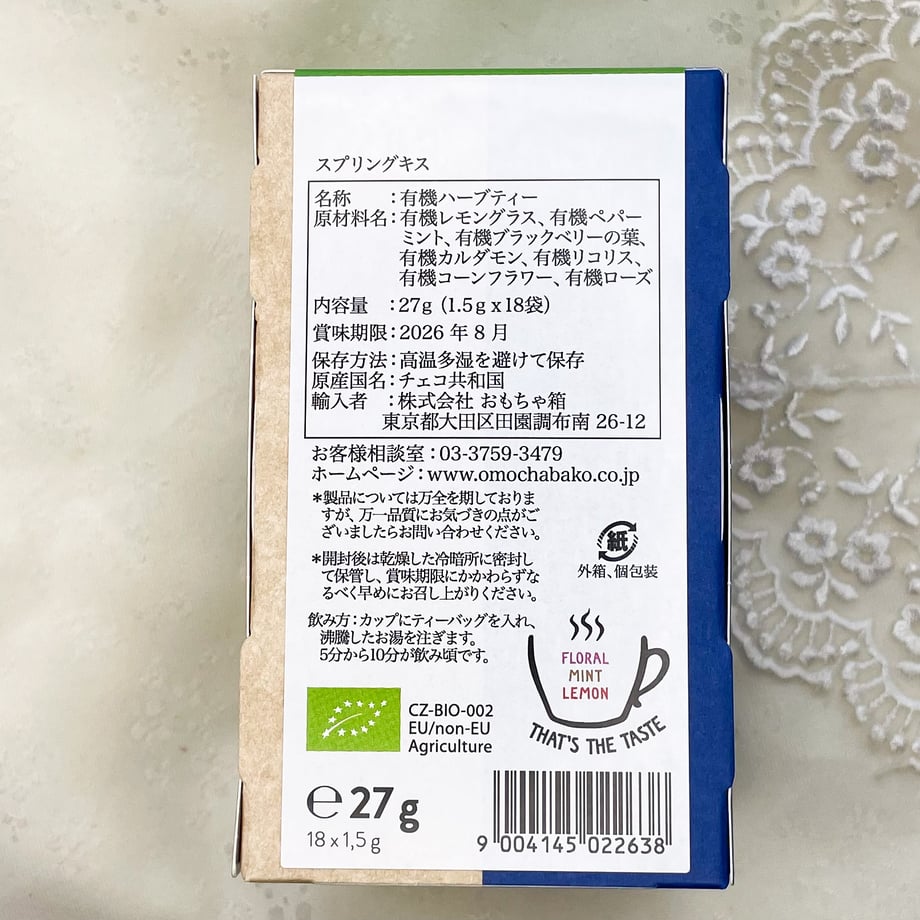 スプリングキス
名称　　：有機ハーブティー
原材料名：有機レモングラス、有機ペパー
ミント、有機ブラックベリーの葉、
有機カルダモン、有機リコリス、
有機コーンフラワー、有機ローズ
内容量　：27g（1.5g x 18袋）
賞味期限：2026 年 8 月
保存方法：高温多湿を避けて保存
原産国名：チェコ共和国
輸入者　：株式会社 おもちゃ箱
東京都大田区田園調布南 26-12
お客様相談室：03-3759-3479
ホームページ：www.omochabako.co.jp
＊製品については万全を期しておりま
すが、万一品質にお気づきの点がご
ざいましたらお問い合わせください。
＊開封後は乾燥した冷暗所に密封し
て保管し、賞味期限にかかわらずな
るべく早めにお召し上がりください。
紙
外箱、個包装
飲み方：カップにティーバッグを入れ、
沸騰したお湯を注ぎます。
5分から10分が飲み頃です。
FLORAL
MINT
LEMON
THAT'S THE TASTE
CZ-BIO-002
EU/non-EU
Agriculture
℮ 27 g
18 x 1,5 g
9 004145 022638